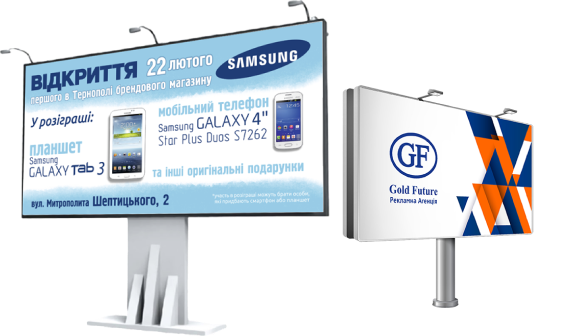 ВІДКРИТТЯ 22 ЛЮТОГО
першого в Тернополі брендового магазину
SAMSUNG
У розіграші:
планшет
Samsung
GALAXY Tab 3
мобільний телефон
Samsung GALAXY 4"
Star Plus Duos S7262
та інші оригінальні подарунки
вул. Митрополита Шептицького, 2
GF
Gold Future
Рекламна Агенція